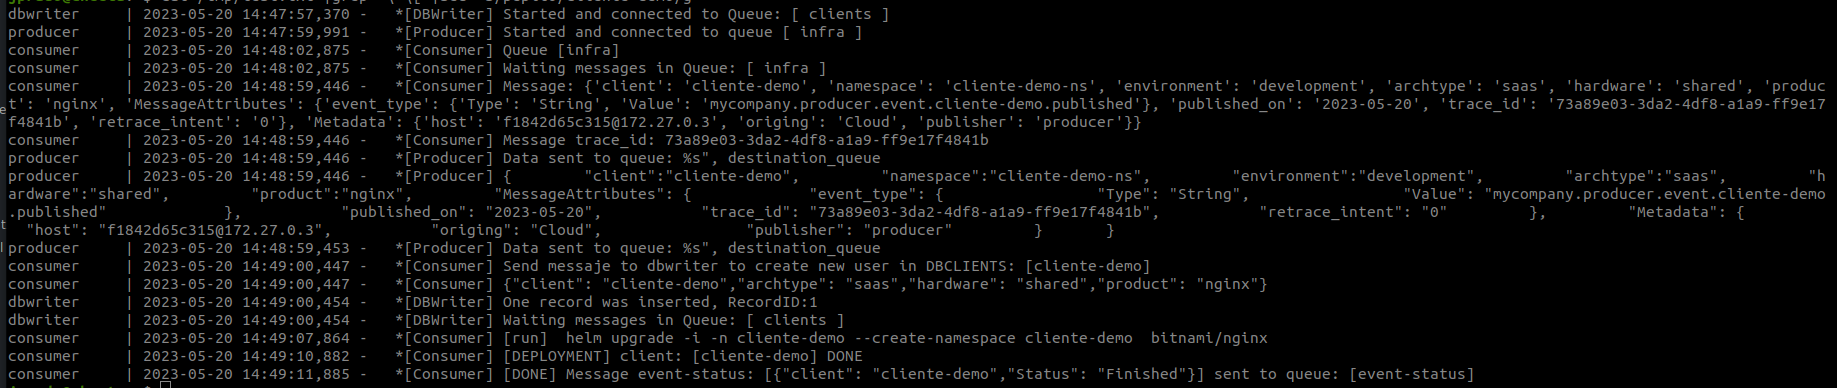 dbwriter     | 2023-05-20 14:47:57,370 -   *[DBWriter] Started and connected to Queue: [ clients ]
producer     | 2023-05-20 14:47:59,991 -   *[Producer] Started and connected to queue [ infra ]
consumer     | 2023-05-20 14:48:02,875 -   *[Consumer] Queue [infra]
consumer     | 2023-05-20 14:48:02,875 -   *[Consumer] Waiting messages in Queue: [ infra ]
consumer     | 2023-05-20 14:48:59,446 -   *[Consumer] Message: {'client': 'cliente-demo', 'namespace': 'cliente-demo-ns', 'environment': 'development', 'archtype': 'saas', 'hardware': 'shared', 'produc
t': 'nginx', 'MessageAttributes': {'event_type': {'Type': 'String', 'Value': 'mycompany.producer.event.cliente-demo.published'}, 'published_on': '2023-05-20', 'trace_id': '73a89e03-3da2-4df8-a1a9-ff9e17
f4841b', 'retrace_intent': '0'}, 'Metadata': {'host': 'f1842d65c315@172.27.0.3', 'origing': 'Cloud', 'publisher': 'producer'}}
consumer     | 2023-05-20 14:48:59,446 -   *[Consumer] Message trace_id: 73a89e03-3da2-4df8-a1a9-ff9e17f4841b
producer     | 2023-05-20 14:48:59,446 -   *[Producer] Data sent to queue: %s", destination_queue
producer     | 2023-05-20 14:48:59,446 -   *[Producer] {        "client":"cliente-demo",         "namespace":"cliente-demo-ns",         "environment":"development",         "archtype":"saas",         "h
ardware":"shared",          "product":"nginx",          "MessageAttributes": {             "event_type": {                 "Type": "String",                 "Value": "mycompany.producer.event.cliente-demo
.published"             },            "published_on": "2023-05-20",           "trace_id": "73a89e03-3da2-4df8-a1a9-ff9e17f4841b",            "retrace_intent": "0"         },         "Metadata": {
  "host": "f1842d65c315@172.27.0.3",           "origing": "Cloud",             "publisher": "producer"         }       }
producer     | 2023-05-20 14:48:59,453 -   *[Producer] Data sent to queue: %s", destination_queue
consumer     | 2023-05-20 14:49:00,447 -   *[Consumer] Send messaje to dbwriter to create new user in DBCLIENTS: [cliente-demo]
consumer     | 2023-05-20 14:49:00,447 -   *[Consumer] {"client": "cliente-demo","archtype": "saas","hardware": "shared","product": "nginx"}
dbwriter     | 2023-05-20 14:49:00,454 -   *[DBWriter] One record was inserted, RecordID:1
dbwriter     | 2023-05-20 14:49:00,454 -   *[DBWriter] Waiting messages in Queue: [ clients ]
consumer     | 2023-05-20 14:49:07,864 -   *[Consumer] [run]  helm upgrade -i -n cliente-demo --create-namespace cliente-demo  bitnami/nginx
consumer     | 2023-05-20 14:49:10,882 -   *[Consumer] [DEPLOYMENT] client: [cliente-demo] DONE
consumer     | 2023-05-20 14:49:11,885 -   *[Consumer] [DONE] Message event-status: [{"client": "cliente-demo","Status": "Finished"}] sent to queue: [event-status]